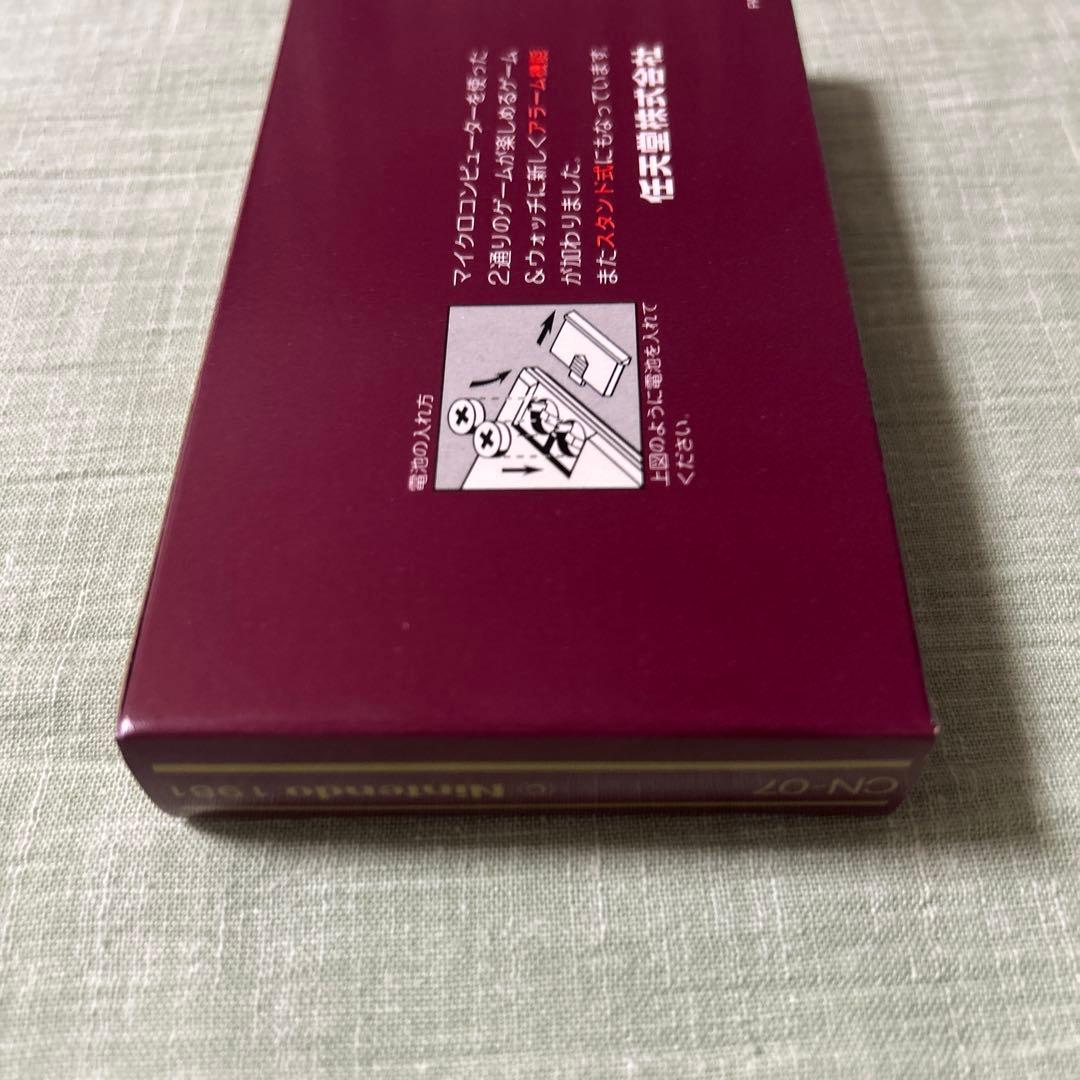 マイクロコンピューターを使った
2通りのゲームが楽しめるゲーム
&ウォッチに新しくアラーム機能
が加わりました。
またスタンド式にもなっています。
任天堂株式会社
電池の入れ方
上図のように電池を入れて
ください。
CN-07
© Nintendo 1981